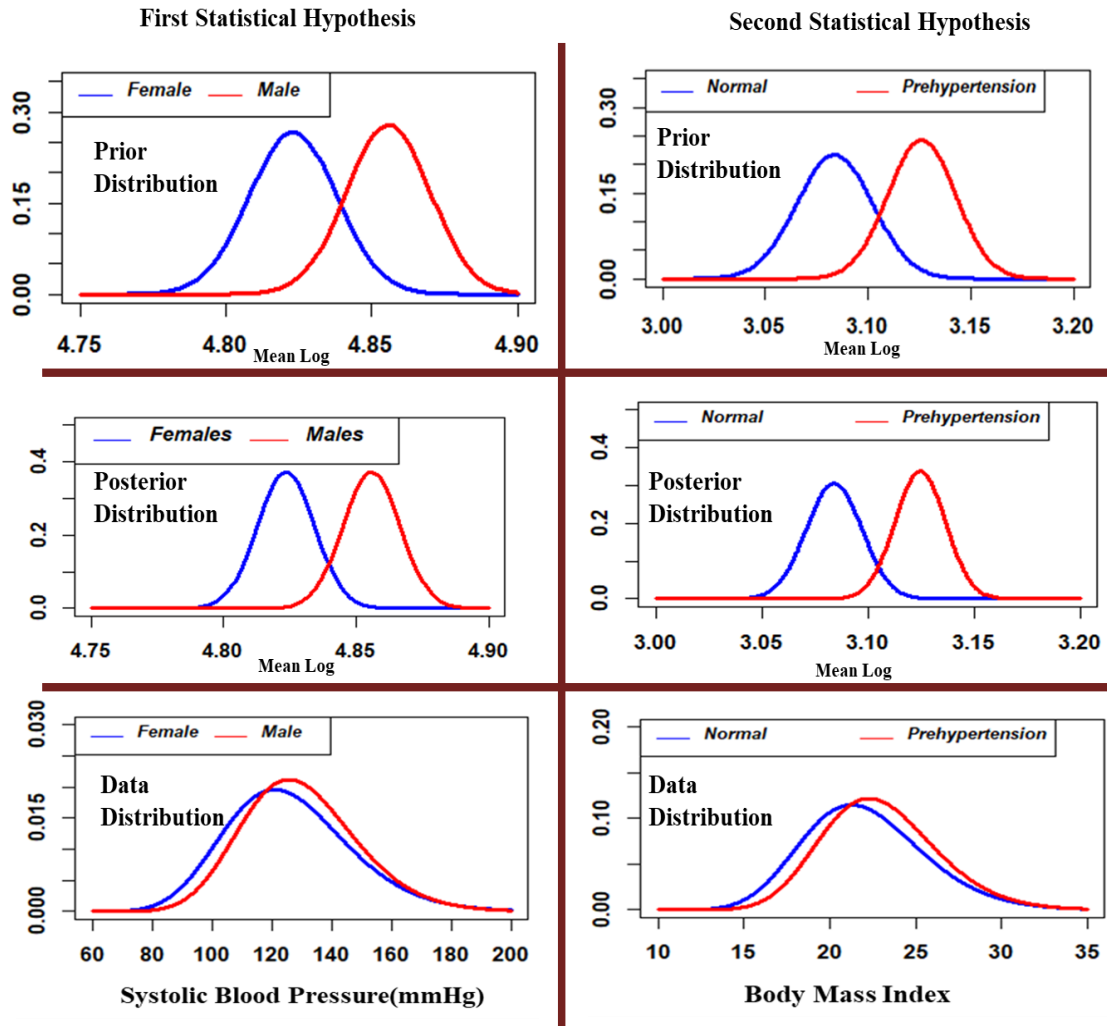 First Statistical Hypothesis
Second Statistical Hypothesis
Female Male
Prior
Distribution
0.00 0.15 0.30
4.75 4.80 4.85 4.90
Mean Log
Normal Prehypertension
Prior
Distribution
0.00 0.15 0.30
3.00 3.05 3.10 3.15 3.20
Mean Log
Females Males
Posterior
Distribution
0.0 0.2 0.4
4.75 4.80 4.85 4.90
Mean Log
Normal Prehypertension
Posterior
Distribution
0.0 0.2 0.4
3.00 3.05 3.10 3.15 3.20
Mean Log
Female Male
Data
Distribution
0.000 0.015 0.030
60 80 100 120 140 160 180 200
Systolic Blood Pressure(mmHg)
Normal Prehypertension
Data
Distribution
0.00 0.10 0.20
10 15 20 25 30 35
Body Mass Index